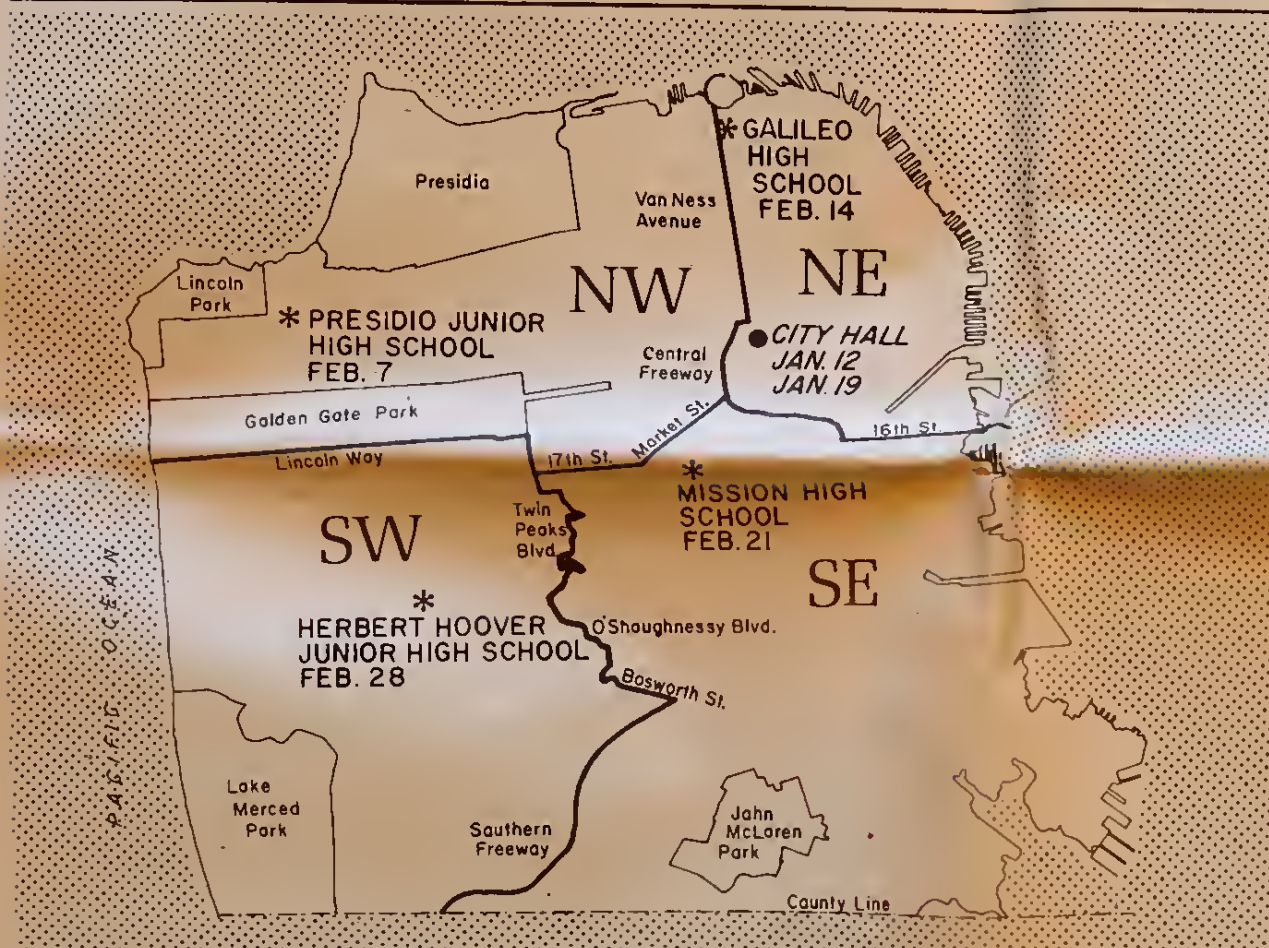 GALILEO
HIGH
SCHOOL
FEB. 14
Presidio
Van Ness
Avenue
NE
NW
Lincoln
Park
PRESIDIO JUNIOR
HIGH SCHOOL
FEB. 7
CITY HALL
JAN. 12
JAN. 19
Central
Freeway
Golden Gate Park
Market St.
16th St.
Lincoln Way
17th St.
MISSION HIGH
SCHOOL
FEB. 21
Twin
Peaks
Blvd.
SW
SE
PACIFIC OCEAN
HERBERT HOOVER
JUNIOR HIGH SCHOOL
FEB. 28
O'Shaughnessy Blvd.
Bosworth St.
Lake
Merced
Park
Southern
Freeway
John
McLaren
Park
County Line